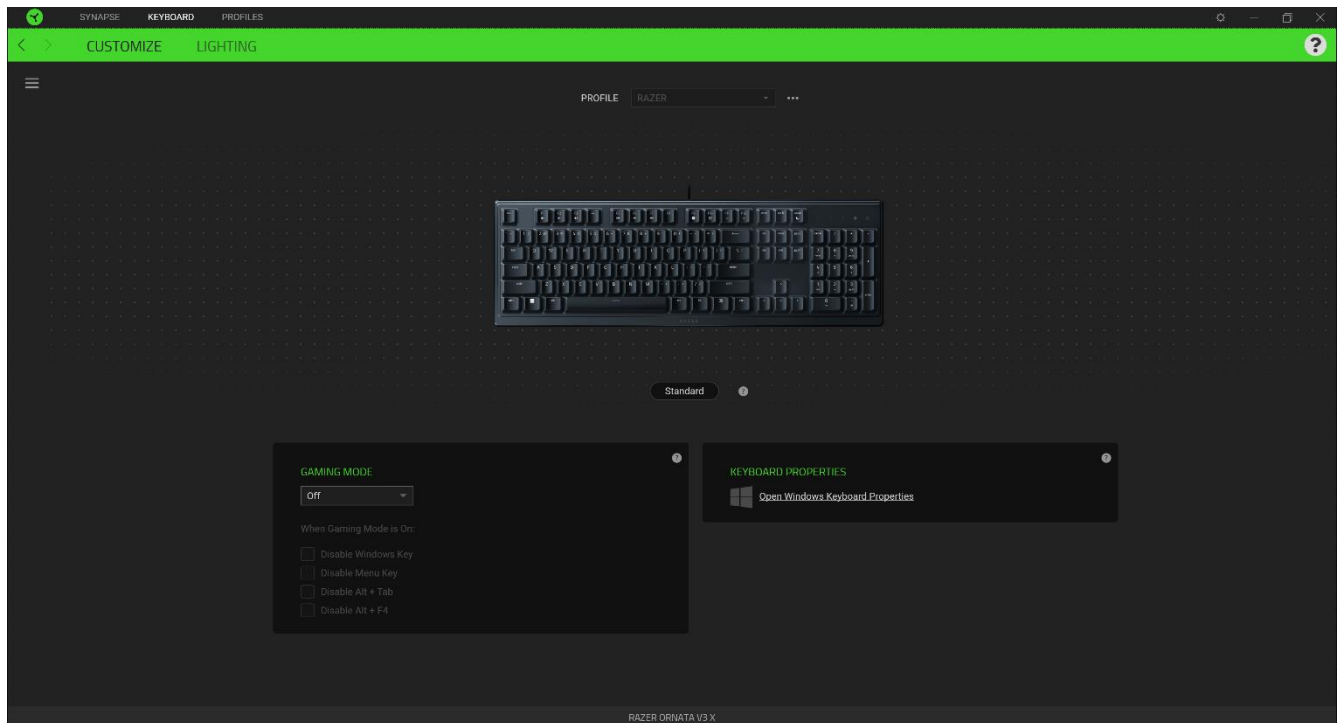 SYNAPSE KEYBOARD PROFILES
CUSTOMIZE LIGHTING
?
PROFILE RAZER
Standard ?
GAMING MODE ?
Off
When Gaming Mode is On:
Disable Windows Key
Disable Menu Key
Disable Alt + Tab
Disable Alt + F4
KEYBOARD PROPERTIES ?
Open Windows Keyboard Properties
RAZER ORNATA V3 X